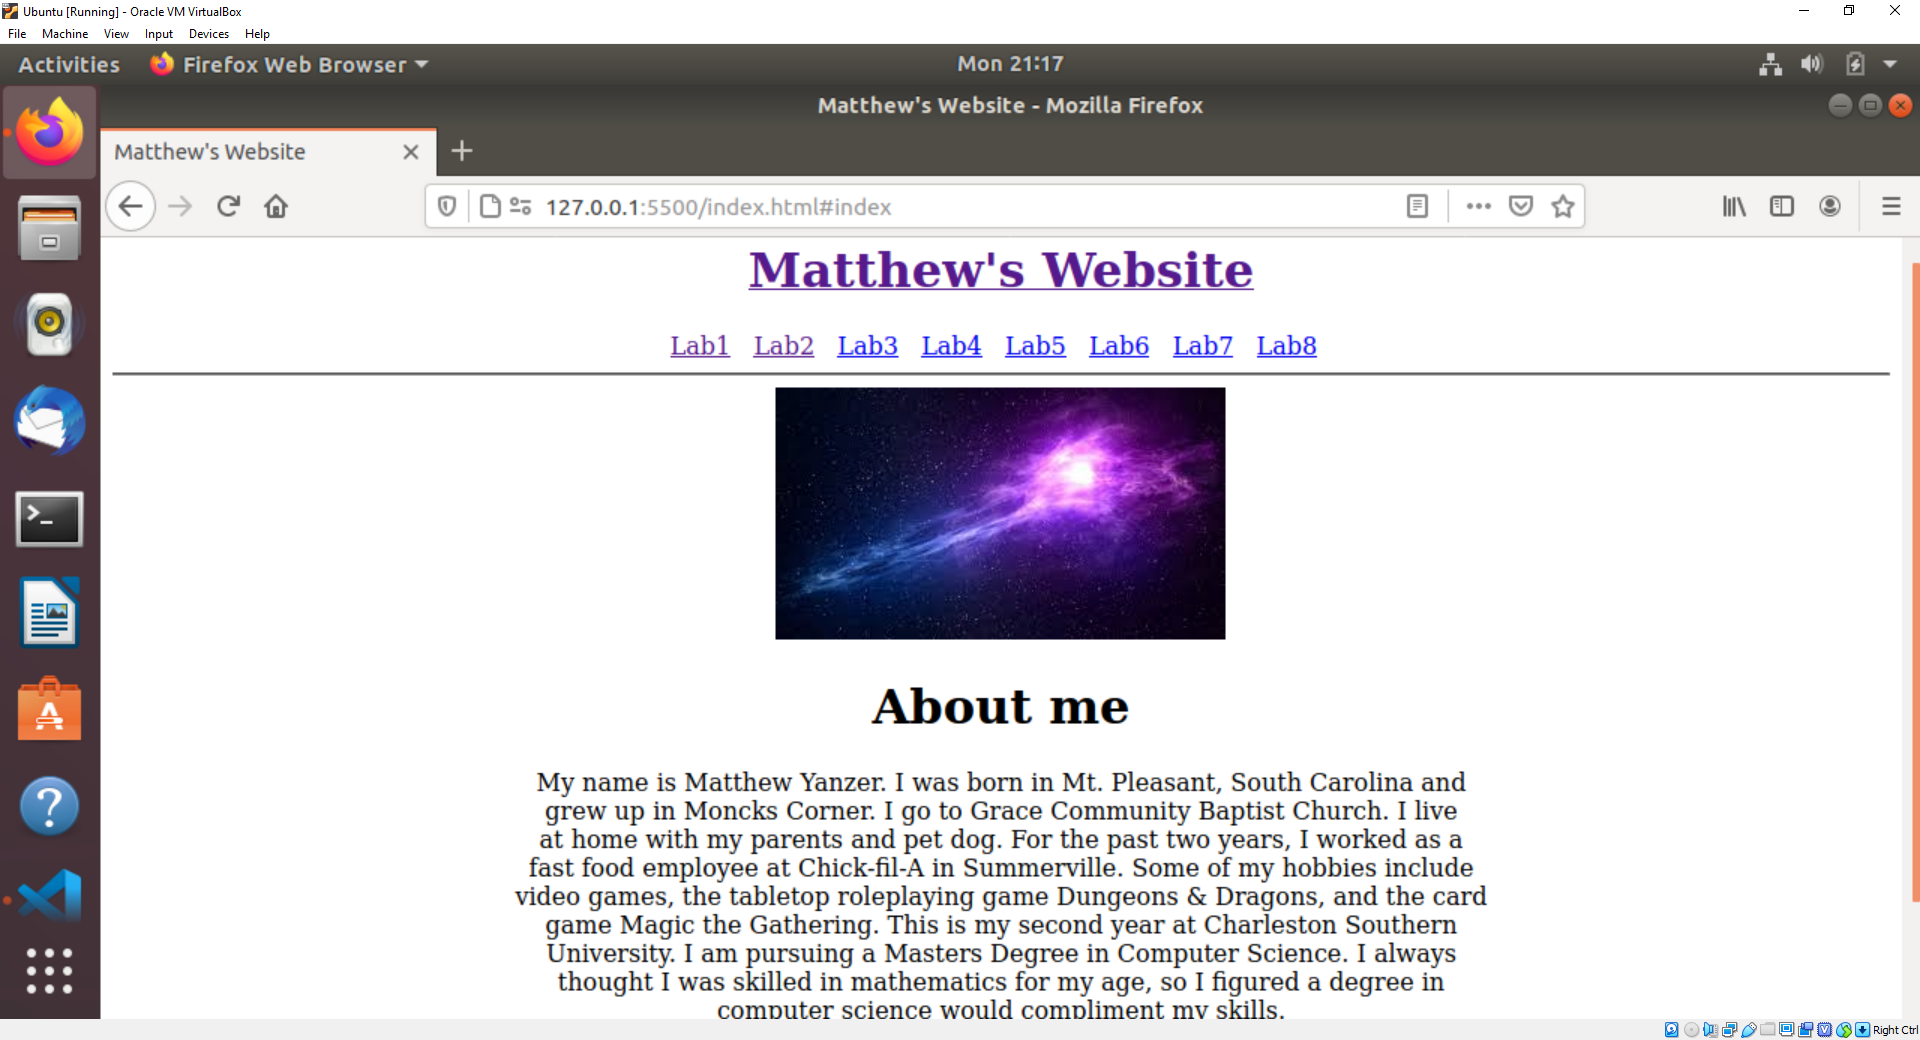 Ubuntu [Running] - Oracle VM VirtualBox
File Machine View Input Devices Help
Activities Firefox Web Browser Mon 21:17
Matthew's Website - Mozilla Firefox
Matthew's Website
127.0.0.1:5500/index.html#index
Matthew's Website
Lab1 Lab2 Lab3 Lab4 Lab5 Lab6 Lab7 Lab8
About me
My name is Matthew Yanzer. I was born in Mt. Pleasant, South Carolina and
grew up in Moncks Corner. I go to Grace Community Baptist Church. I live
at home with my parents and pet dog. For the past two years, I worked as a
fast food employee at Chick-fil-A in Summerville. Some of my hobbies include
video games, the tabletop roleplaying game Dungeons & Dragons, and the card
game Magic the Gathering. This is my second year at Charleston Southern
University. I am pursuing a Masters Degree in Computer Science. I always
thought I was skilled in mathematics for my age, so I figured a degree in
computer science would compliment my skills.
Right Ctrl